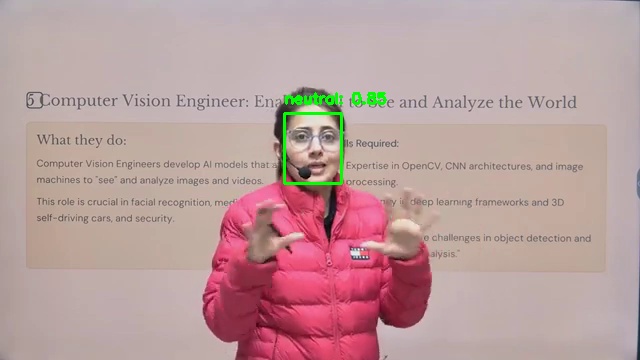 5 Computer Vision Engineer: Ena to See and Analyze the World
neutral: 0.85
What they do:
Computer Vision Engineers develop AI models that
machines to "see" and analyze images and videos.
This role is crucial in facial recognition,
self-driving cars, and security.
Required:
Expertise in OpenCV, CNN architectures, and image
processing.
in deep learning frameworks and 3D
challenges in object detection and